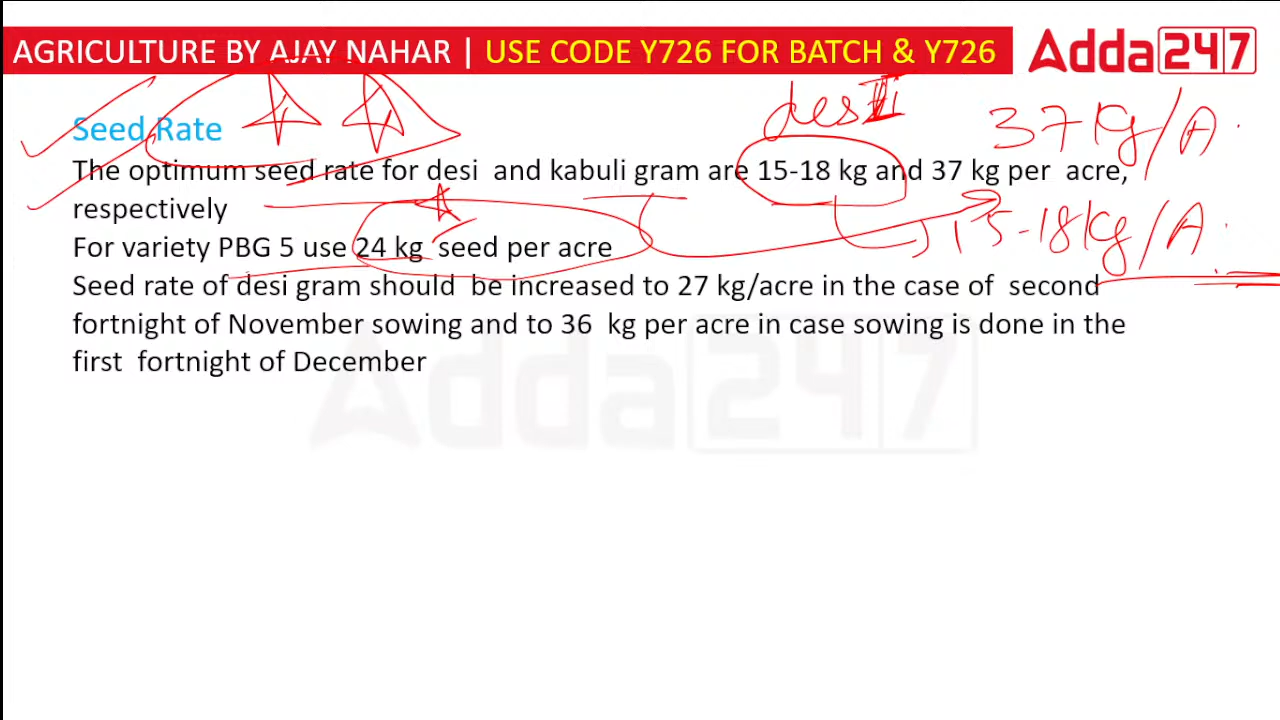 AGRICULTURE BY AJAY NAHAR | USE CODE Y726 FOR BATCH & Y726
Adda247
desi
37 Kg/A.
Seed Rate
The optimum seed rate for desi and kabuli gram are 15-18 kg and 37 kg per acre,
respectively
15-18 Kg/A.
For variety PBG 5 use 24 kg seed per acre
Seed rate of desi gram should be increased to 27 kg/acre in the case of second
fortnight of November sowing and to 36 kg per acre in case sowing is done in the
first fortnight of December
Adda247